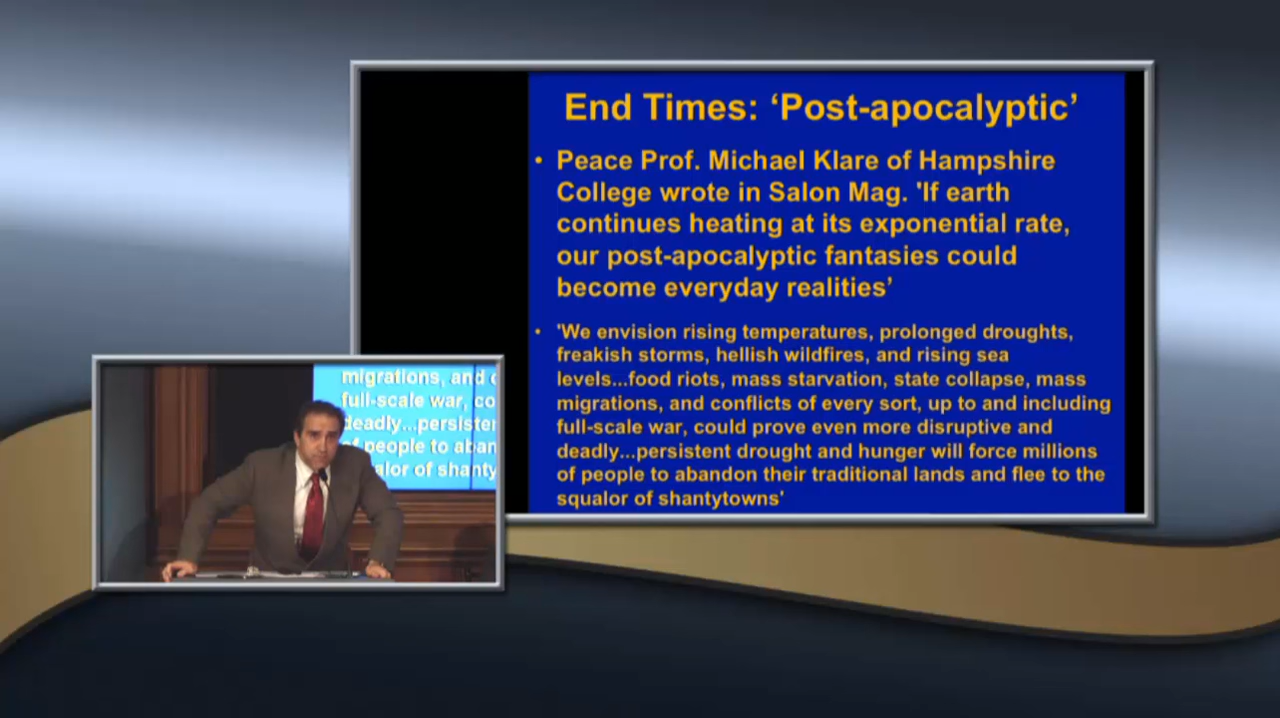 End Times: ‘Post-apocalyptic’
• Peace Prof. Michael Klare of Hampshire
College wrote in Salon Mag. 'If earth
continues heating at its exponential rate,
our post-apocalyptic fantasies could
become everyday realities’
• 'We envision rising temperatures, prolonged droughts,
freakish storms, hellish wildfires, and rising sea
levels...food riots, mass starvation, state collapse, mass
migrations, and conflicts of every sort, up to and including
full-scale war, could prove even more disruptive and
deadly...persistent drought and hunger will force millions
of people to abandon their traditional lands and flee to the
squalor of shantytowns'
migrations, and c
full-scale war, co
deadly...persister
of people to aban
alor of shanty